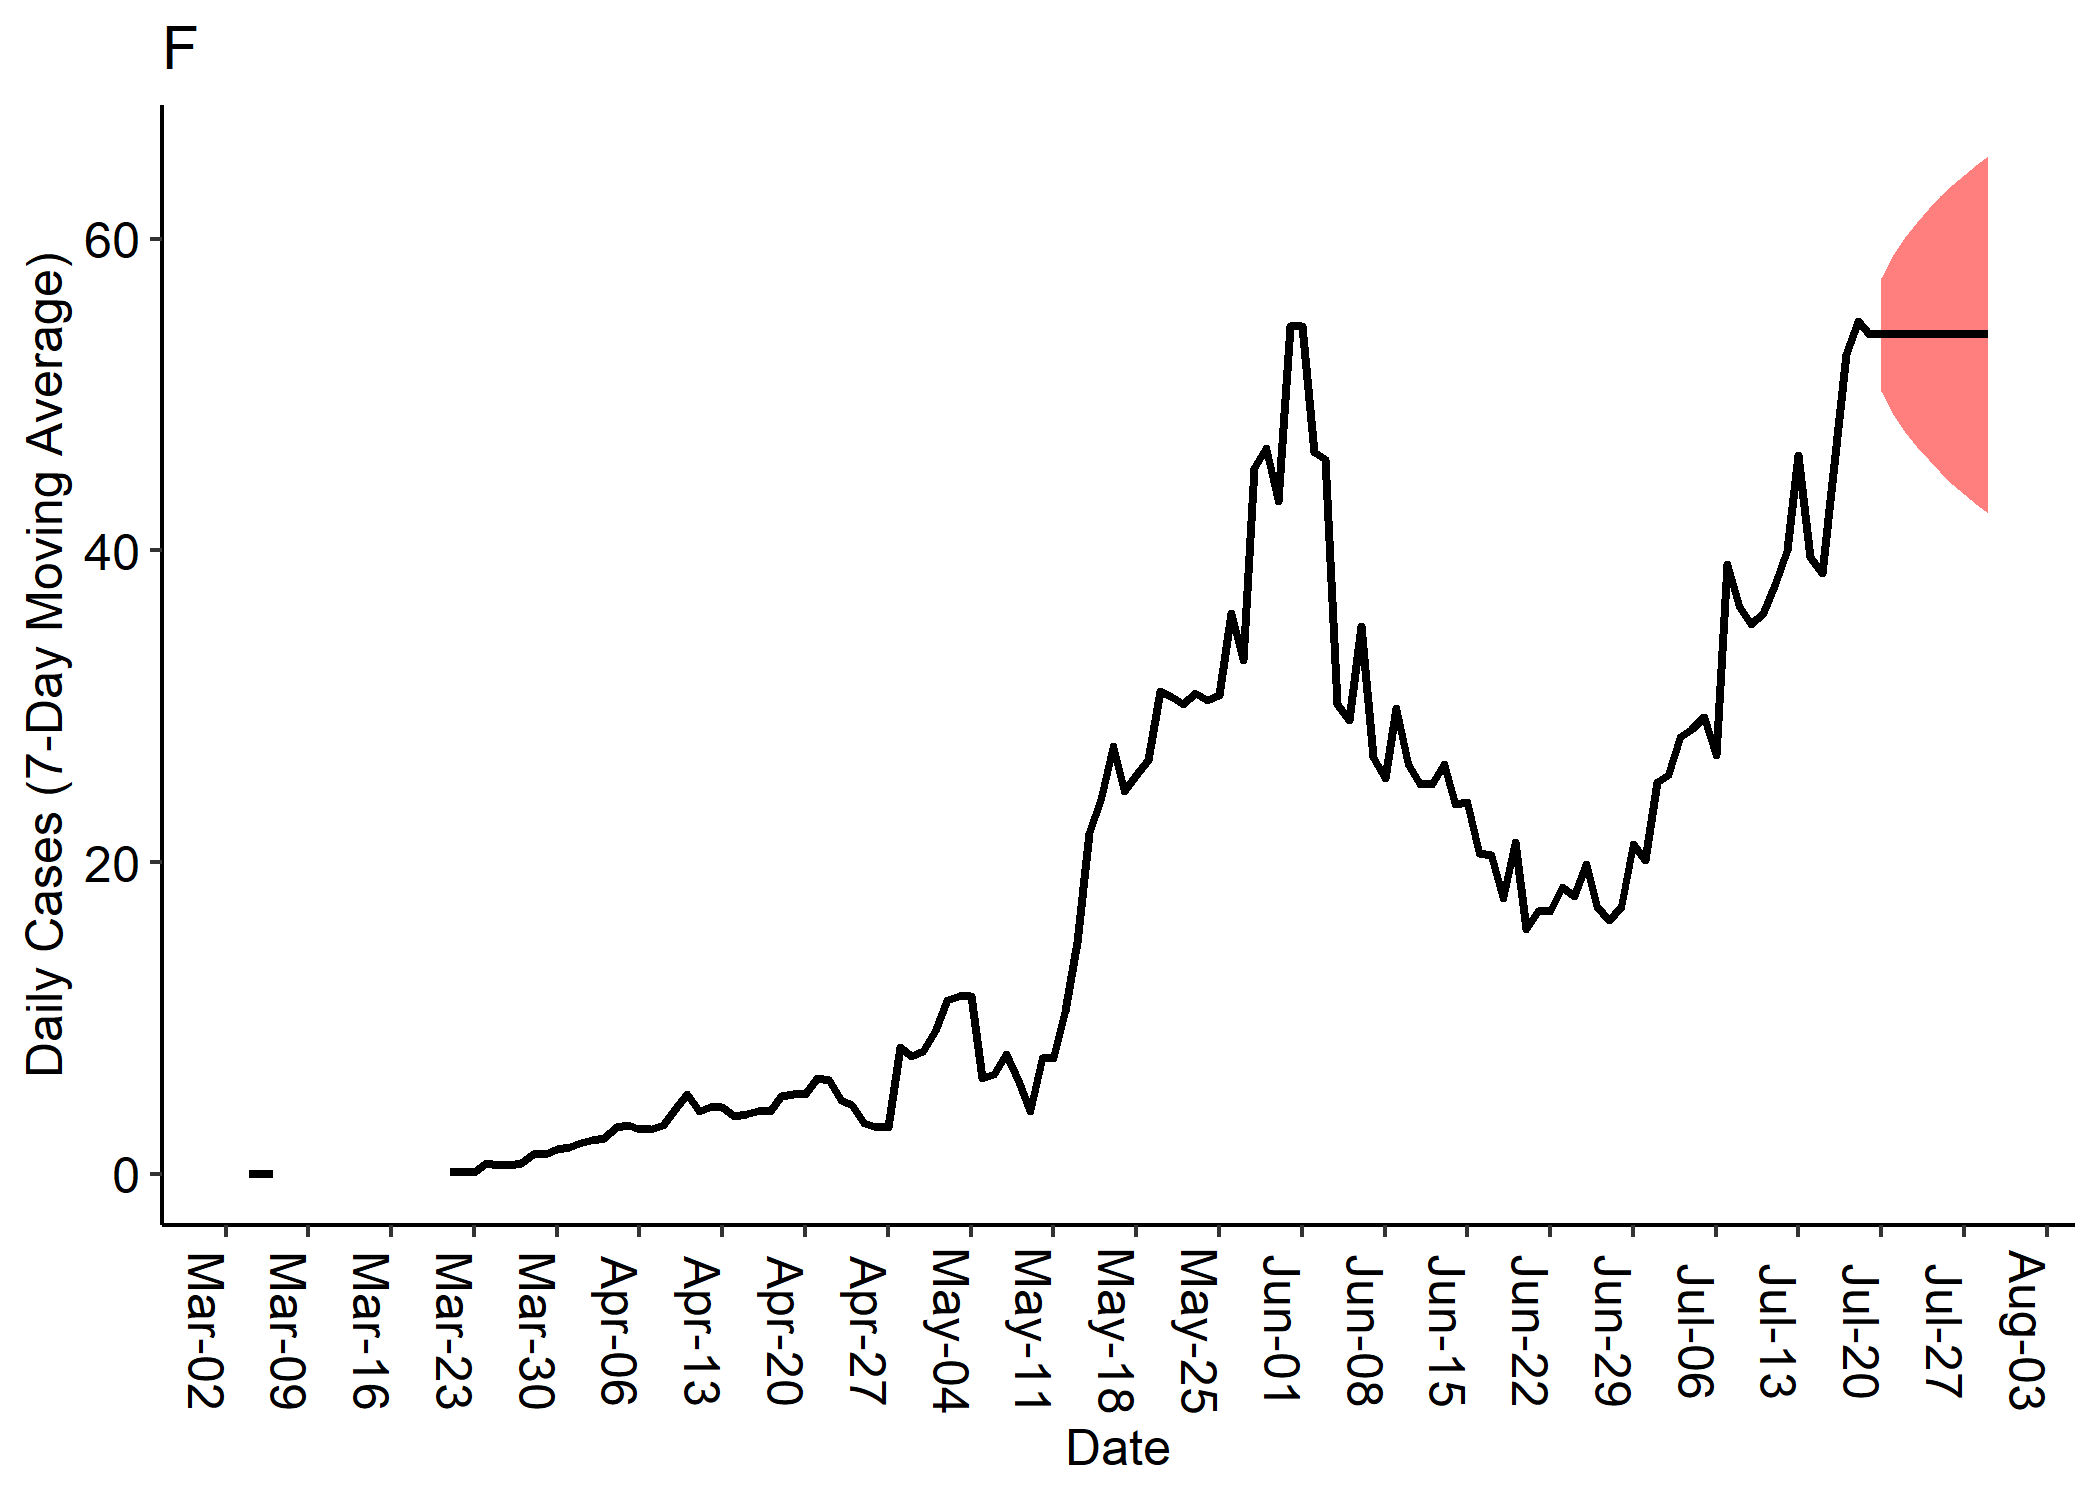 F
Daily Cases (7-Day Moving Average)
60
40
20
0
Mar-02
Mar-09
Mar-16
Mar-23
Mar-30
Apr-06
Apr-13
Apr-20
Apr-27
May-04
May-11
May-18
May-25
Jun-01
Jun-08
Jun-15
Jun-22
Jun-29
Jul-06
Jul-13
Jul-20
Jul-27
Aug-03
Date